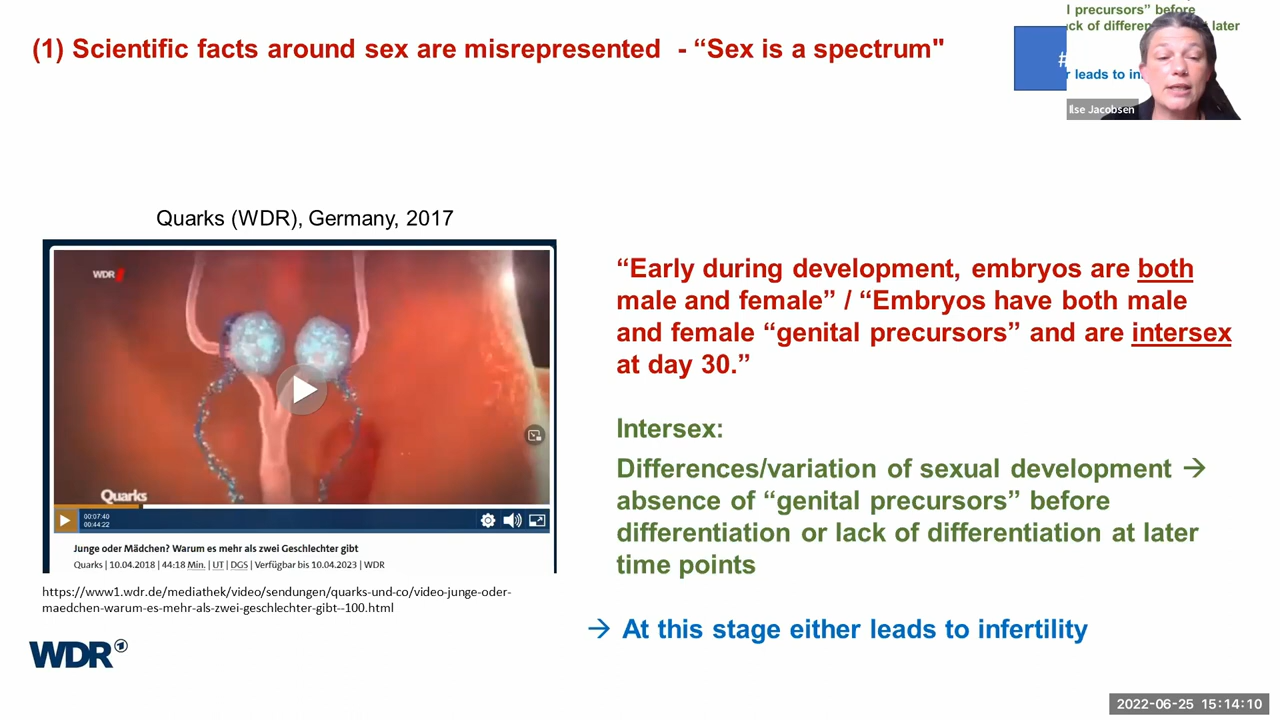 (1) Scientific facts around sex are misrepresented - “Sex is a spectrum"
l precursors” before
ck of differen later
#
r leads to in
Ilse Jacobsen
Quarks (WDR), Germany, 2017
WDR
Quarks
00:07:40
00:44:22
Junge oder Mädchen? Warum es mehr als zwei Geschlechter gibt
Quarks | 10.04.2018 | 44:18 Min. | UT | DGS | Verfügbar bis 10.04.2023 | WDR
https://www1.wdr.de/mediathek/video/sendungen/quarks-und-co/video-junge-oder-
maedchen-warum-es-mehr-als-zwei-geschlechter-gibt--100.html
WDR
“Early during development, embryos are both
male and female” / “Embryos have both male
and female “genital precursors” and are intersex
at day 30.”
Intersex:
Differences/variation of sexual development →
absence of “genital precursors” before
differentiation or lack of differentiation at later
time points
→ At this stage either leads to infertility
2022-06-25 15:14:10